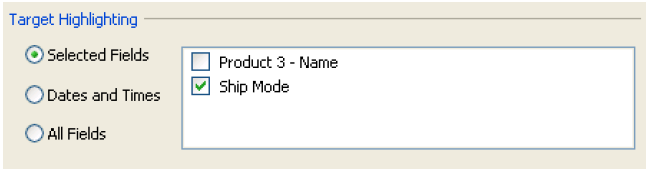 Target Highlighting
Selected Fields
Dates and Times
All Fields
Product 3 - Name
Ship Mode